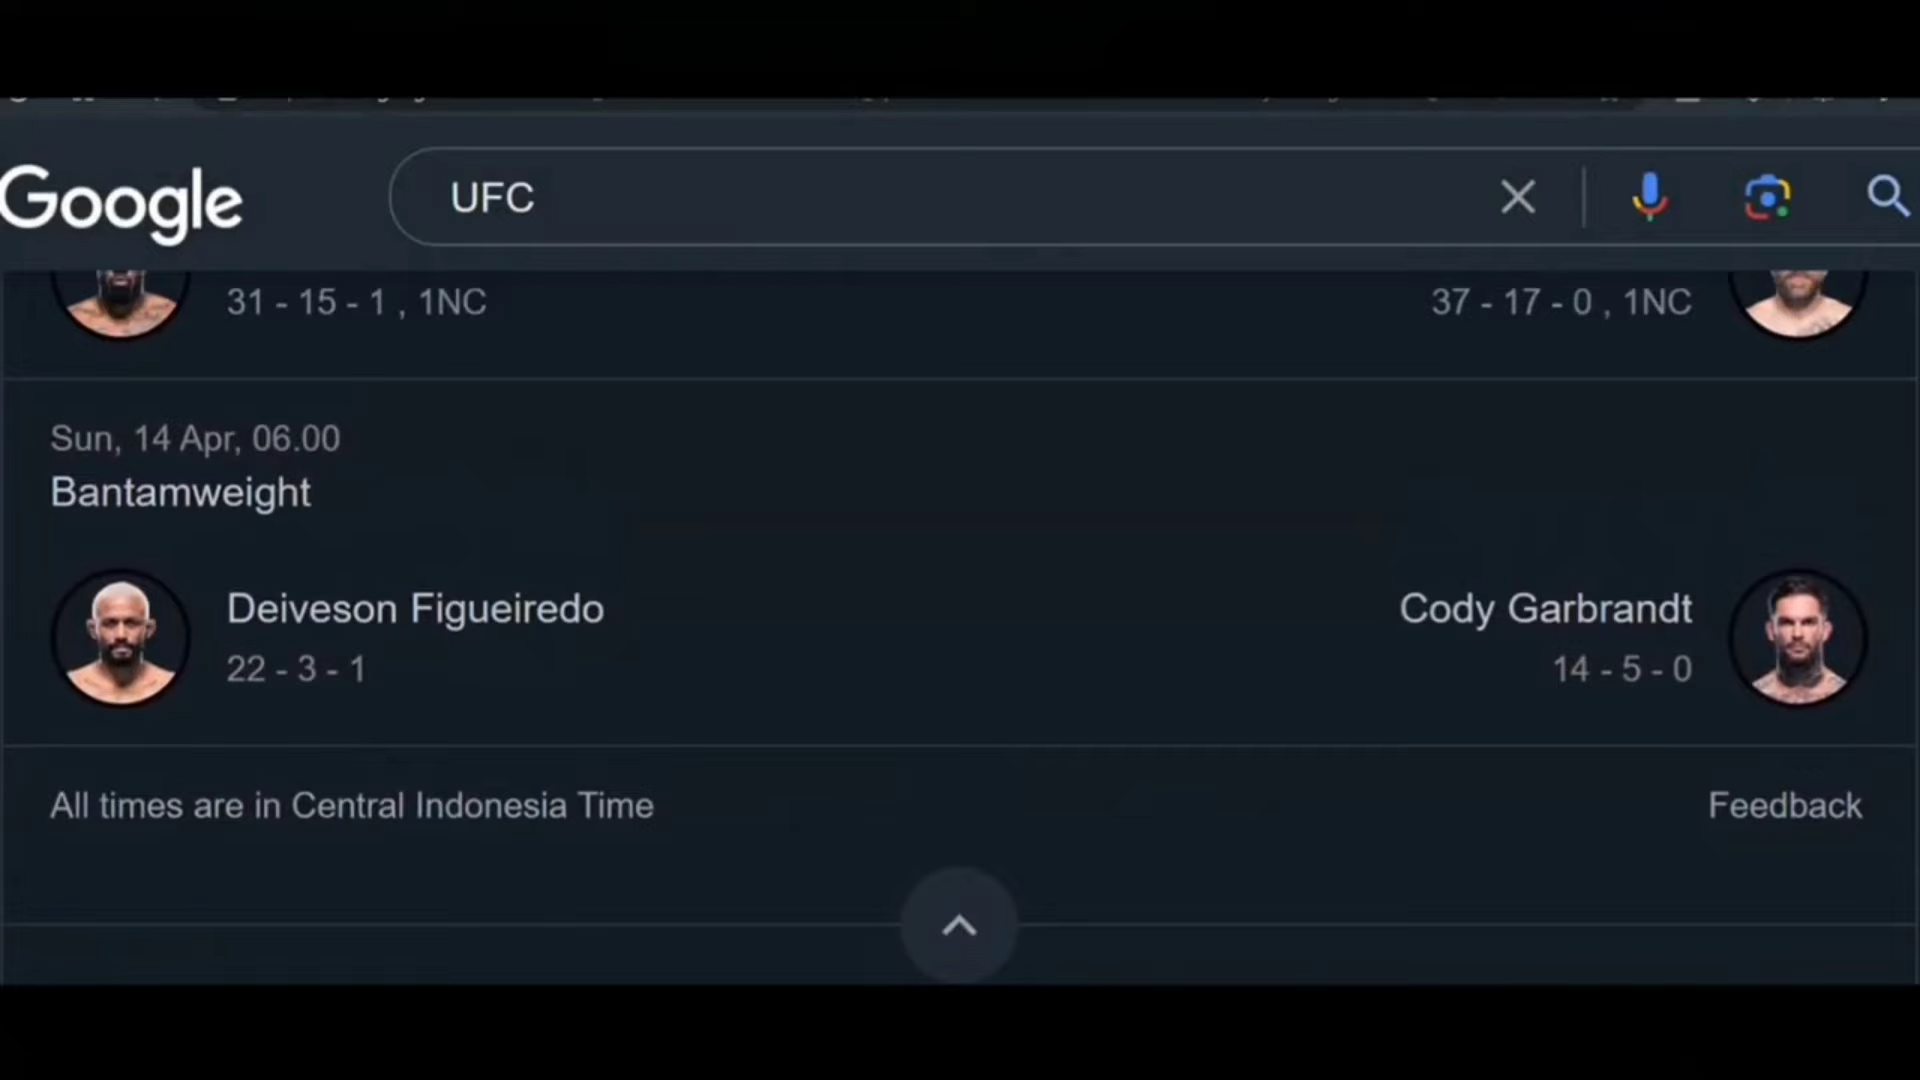 Google
UFC
31 - 15 - 1 , 1NC
37 - 17 - 0 , 1NC
Sun, 14 Apr, 06.00
Bantamweight
Deiveson Figueiredo
Cody Garbrandt
22 - 3 - 1
14 - 5 - 0
All times are in Central Indonesia Time
Feedback